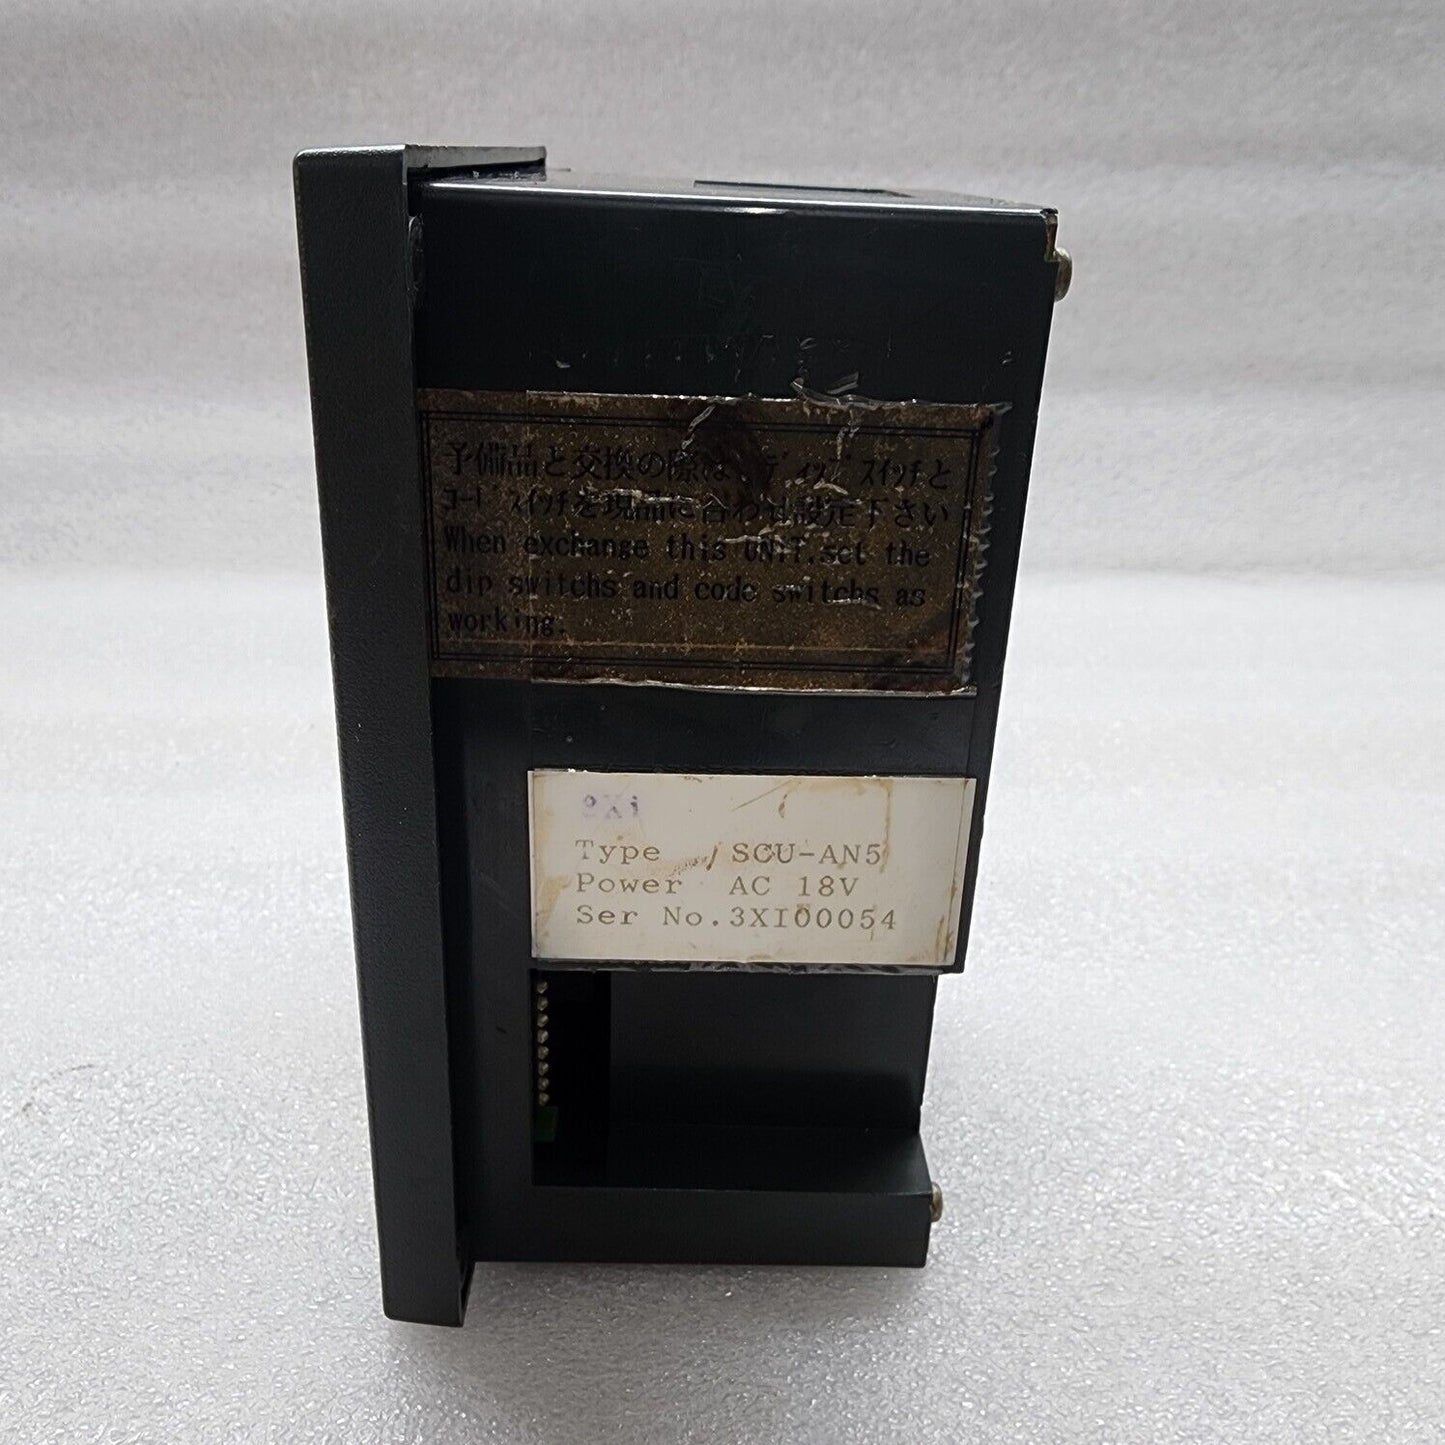 予備品と交換の際は、ディップスイッチと
コードスイッチを現品に合わせ設定下さい
When exchange this UNiT.set the
dip switchs and code switchs as
working.
Type SCU-AN5
Power AC 18V
Ser No.3XI00054